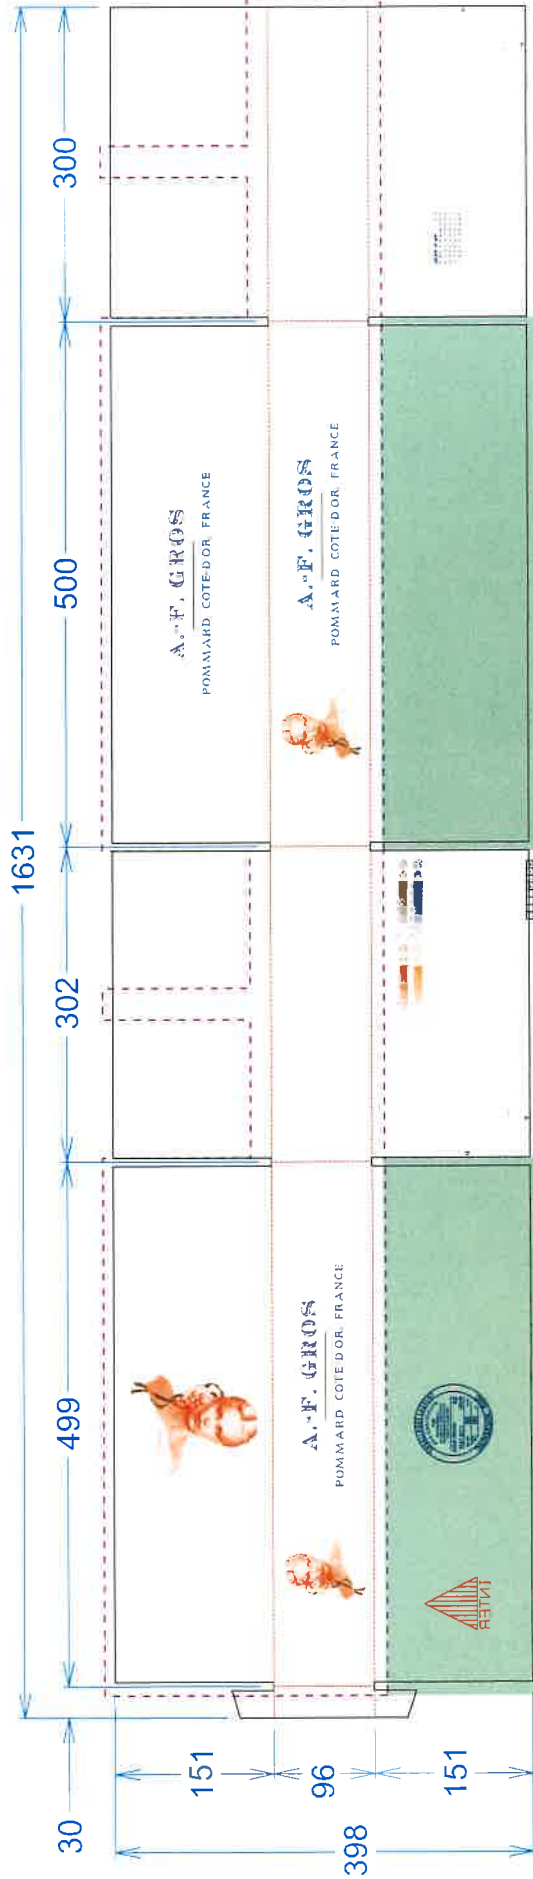 1631
30
499
302
500
300
151
96
151
398
A.-F. GROS
POMMARD COTE-D'OR, FRANCE
A.-F. GROS
POMMARD COTE-D'OR, FRANCE
A.-F. GROS
POMMARD COTE-D'OR, FRANCE
INTER